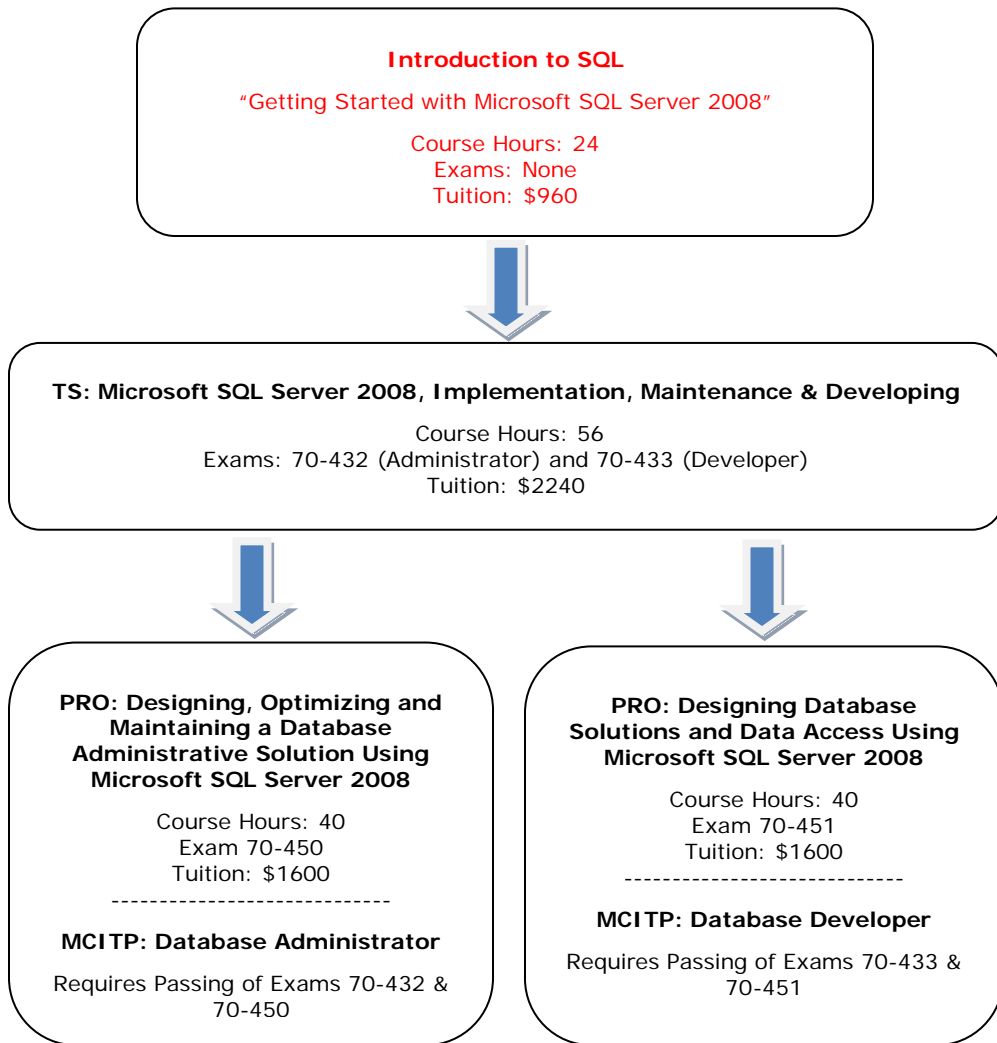 Introduction to SQL
“Getting Started with Microsoft SQL Server 2008”
Course Hours: 24
Exams: None
Tuition: $960
TS: Microsoft SQL Server 2008, Implementation, Maintenance & Developing
Course Hours: 56
Exams: 70-432 (Administrator) and 70-433 (Developer)
Tuition: $2240
PRO: Designing, Optimizing and
Maintaining a Database
Administrative Solution Using
Microsoft SQL Server 2008
Course Hours: 40
Exam 70-450
Tuition: $1600
-----------------------------
MCITP: Database Administrator
Requires Passing of Exams 70-432 &
70-450
PRO: Designing Database
Solutions and Data Access Using
Microsoft SQL Server 2008
Course Hours: 40
Exam 70-451
Tuition: $1600
-----------------------------
MCITP: Database Developer
Requires Passing of Exams 70-433 &
70-451